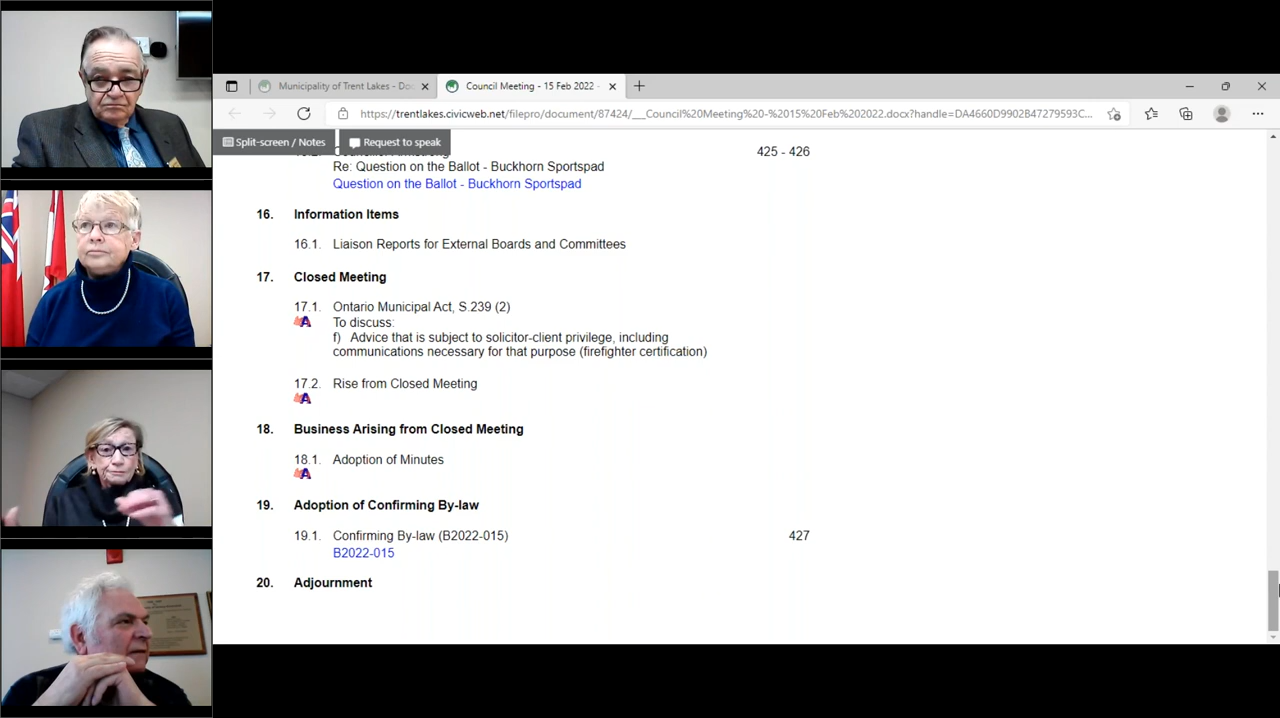 Municipality of Trent Lakes - Doc
Council Meeting - 15 Feb 2022 -
https://trentlakes.civicweb.net/filepro/document/87424/___Council%20Meeting%20-%2015%20Feb%202022.docx?handle=DA4660D9902B47279593C...
Split-screen / Notes
Request to speak
425 - 426
Re: Question on the Ballot - Buckhorn Sportspad
Question on the Ballot - Buckhorn Sportspad
16. Information Items
16.1. Liaison Reports for External Boards and Committees
17. Closed Meeting
17.1. Ontario Municipal Act, S.239 (2)
To discuss:
f) Advice that is subject to solicitor-client privilege, including
communications necessary for that purpose (firefighter certification)
17.2. Rise from Closed Meeting
18. Business Arising from Closed Meeting
18.1. Adoption of Minutes
19. Adoption of Confirming By-law
19.1. Confirming By-law (B2022-015) 427
B2022-015
20. Adjournment